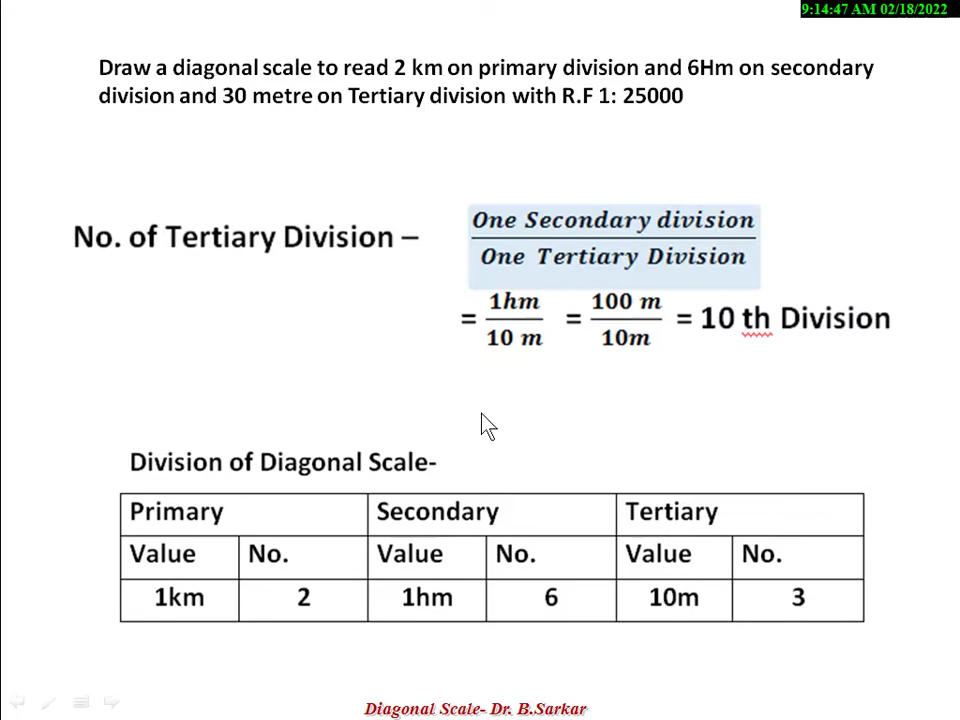 9:14:47 AM 02/18/2022
Draw a diagonal scale to read 2 km on primary division and 6Hm on secondary
division and 30 metre on Tertiary division with R.F 1: 25000
No. of Tertiary Division –
One Secondary division
One Tertiary Division
= 1hm / 10 m = 100 m / 10m = 10 th Division
Division of Diagonal Scale-
Primary Secondary Tertiary
Value No. Value No. Value No.
1km 2 1hm 6 10m 3
Diagonal Scale- Dr. B.Sarkar